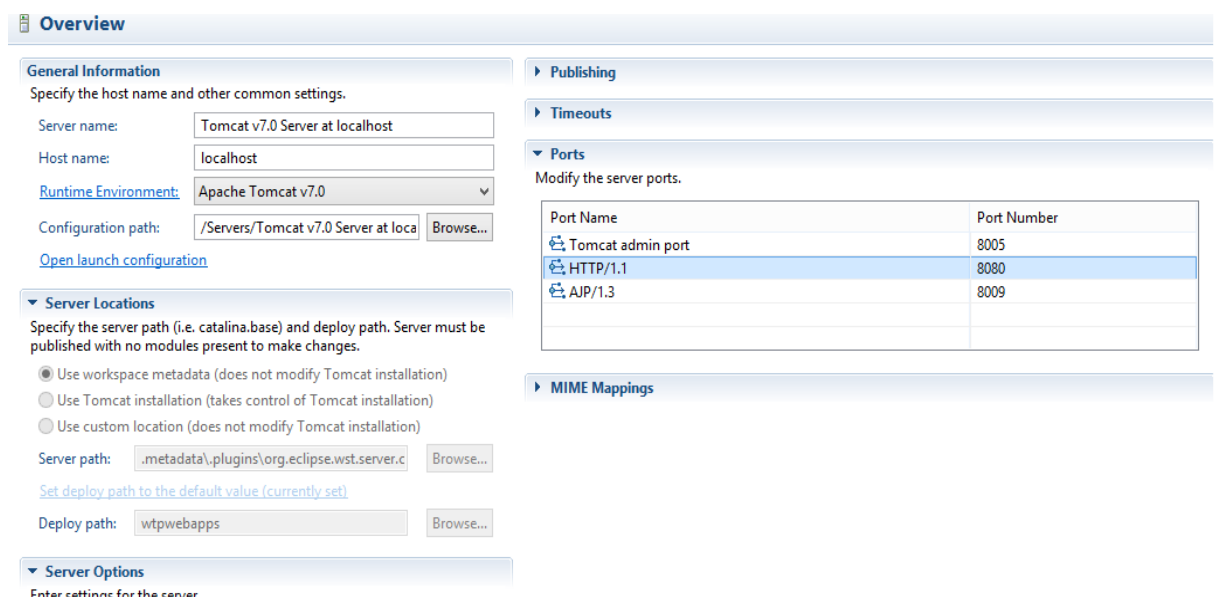 Overview
General Information
Specify the host name and other common settings.
Server name: Tomcat v7.0 Server at localhost
Host name: localhost
Runtime Environment: Apache Tomcat v7.0
Configuration path: /Servers/Tomcat v7.0 Server at loca Browse...
Open launch configuration
Server Locations
Specify the server path (i.e. catalina.base) and deploy path. Server must be
published with no modules present to make changes.
Use workspace metadata (does not modify Tomcat installation)
Use Tomcat installation (takes control of Tomcat installation)
Use custom location (does not modify Tomcat installation)
Server path: .metadata\.plugins\org.eclipse.wst.server.c Browse...
Set deploy path to the default value (currently set)
Deploy path: wtpwebapps Browse...
Server Options
Enter settings for the server.
Publishing
Timeouts
Ports
Modify the server ports.
Port Name Port Number
Tomcat admin port 8005
HTTP/1.1 8080
AJP/1.3 8009
MIME Mappings